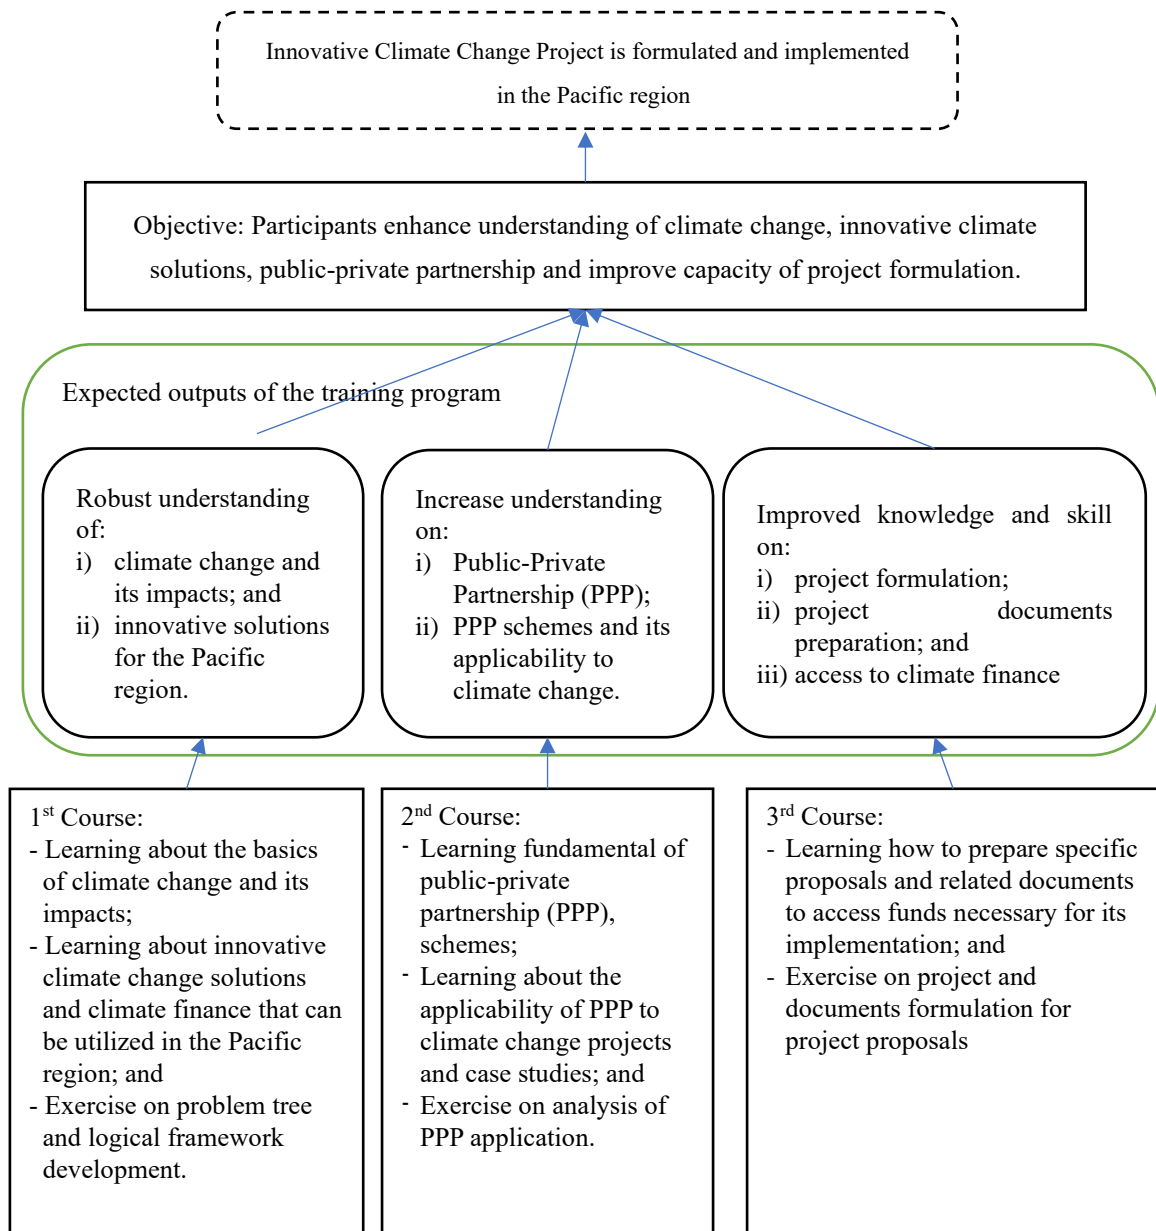 Innovative Climate Change Project is formulated and implemented
in the Pacific region
Objective: Participants enhance understanding of climate change, innovative climate
solutions, public-private partnership and improve capacity of project formulation.
Expected outputs of the training program
Robust understanding
of:
i) climate change and
its impacts; and
ii) innovative solutions
for the Pacific
region.
Increase understanding
on:
i) Public-Private
Partnership (PPP);
ii) PPP schemes and its
applicability to
climate change.
Improved knowledge and skill
on:
i) project formulation;
ii) project documents
preparation; and
iii) access to climate finance
1st Course:
- Learning about the basics
of climate change and its
impacts;
- Learning about innovative
climate change solutions
and climate finance that can
be utilized in the Pacific
region; and
- Exercise on problem tree
and logical framework
development.
2nd Course:
- Learning fundamental of
public-private
partnership (PPP),
schemes;
- Learning about the
applicability of PPP to
climate change projects
and case studies; and
- Exercise on analysis of
PPP application.
3rd Course:
- Learning how to prepare specific
proposals and related documents
to access funds necessary for its
implementation; and
- Exercise on project and
documents formulation for
project proposals